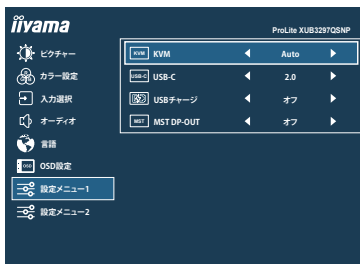 iiyama
ProLite XUB3297QSNP
ピクチャー
カラー設定
入力選択
オーディオ
言語
OSD OSD設定
設定メニュー1
設定メニュー2
KVM KVM Auto
USB-C USB-C 2.0
USBチャージ オフ
MST MST DP-OUT オフ